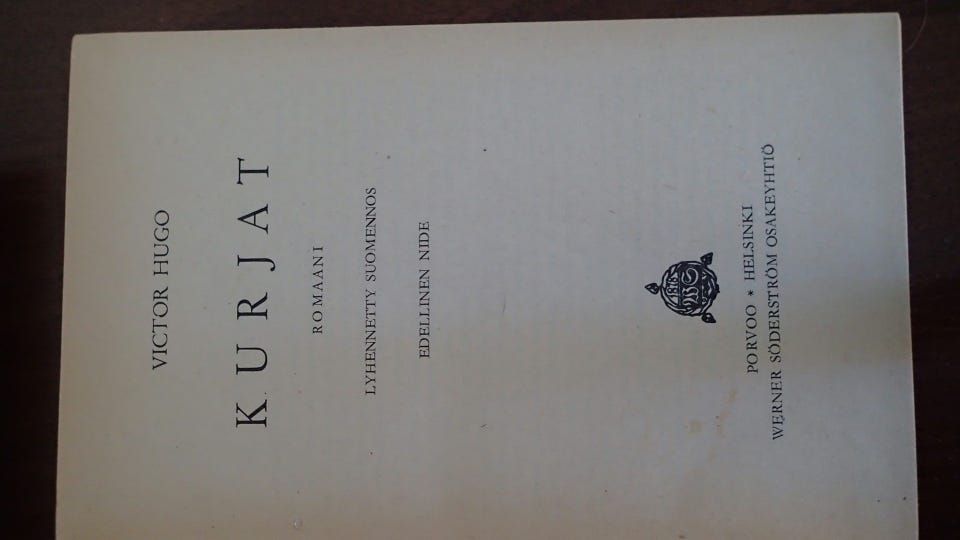 VICTOR HUGO
KURJAT
ROMAANI
LYHENNETTY SUOMENNOS
EDELLINEN NIDE
PORVOO * HELSINKI
WERNER SÖDERSTRÖM OSAKEYHTIÖ